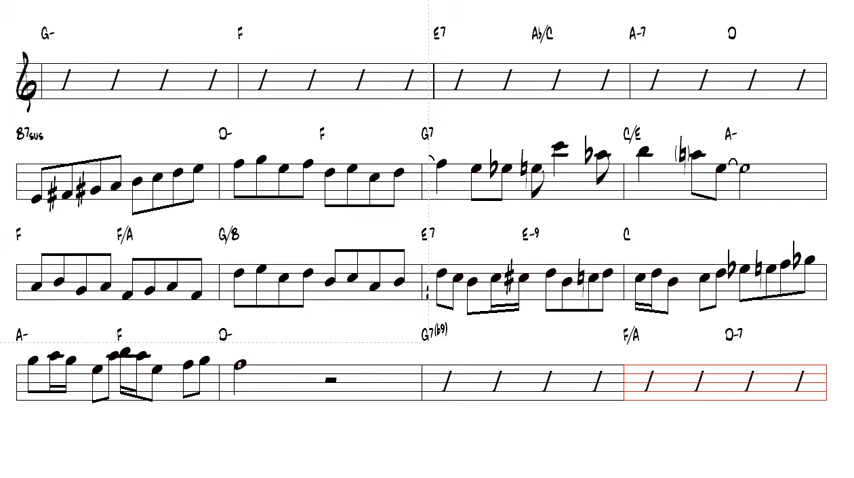 G- F E7 Ab/C A-7 D
B7sus D- F G7 C/E A-
F F/A G/B E7 E-9 C
A- F D- G7(b9) F/A D-7